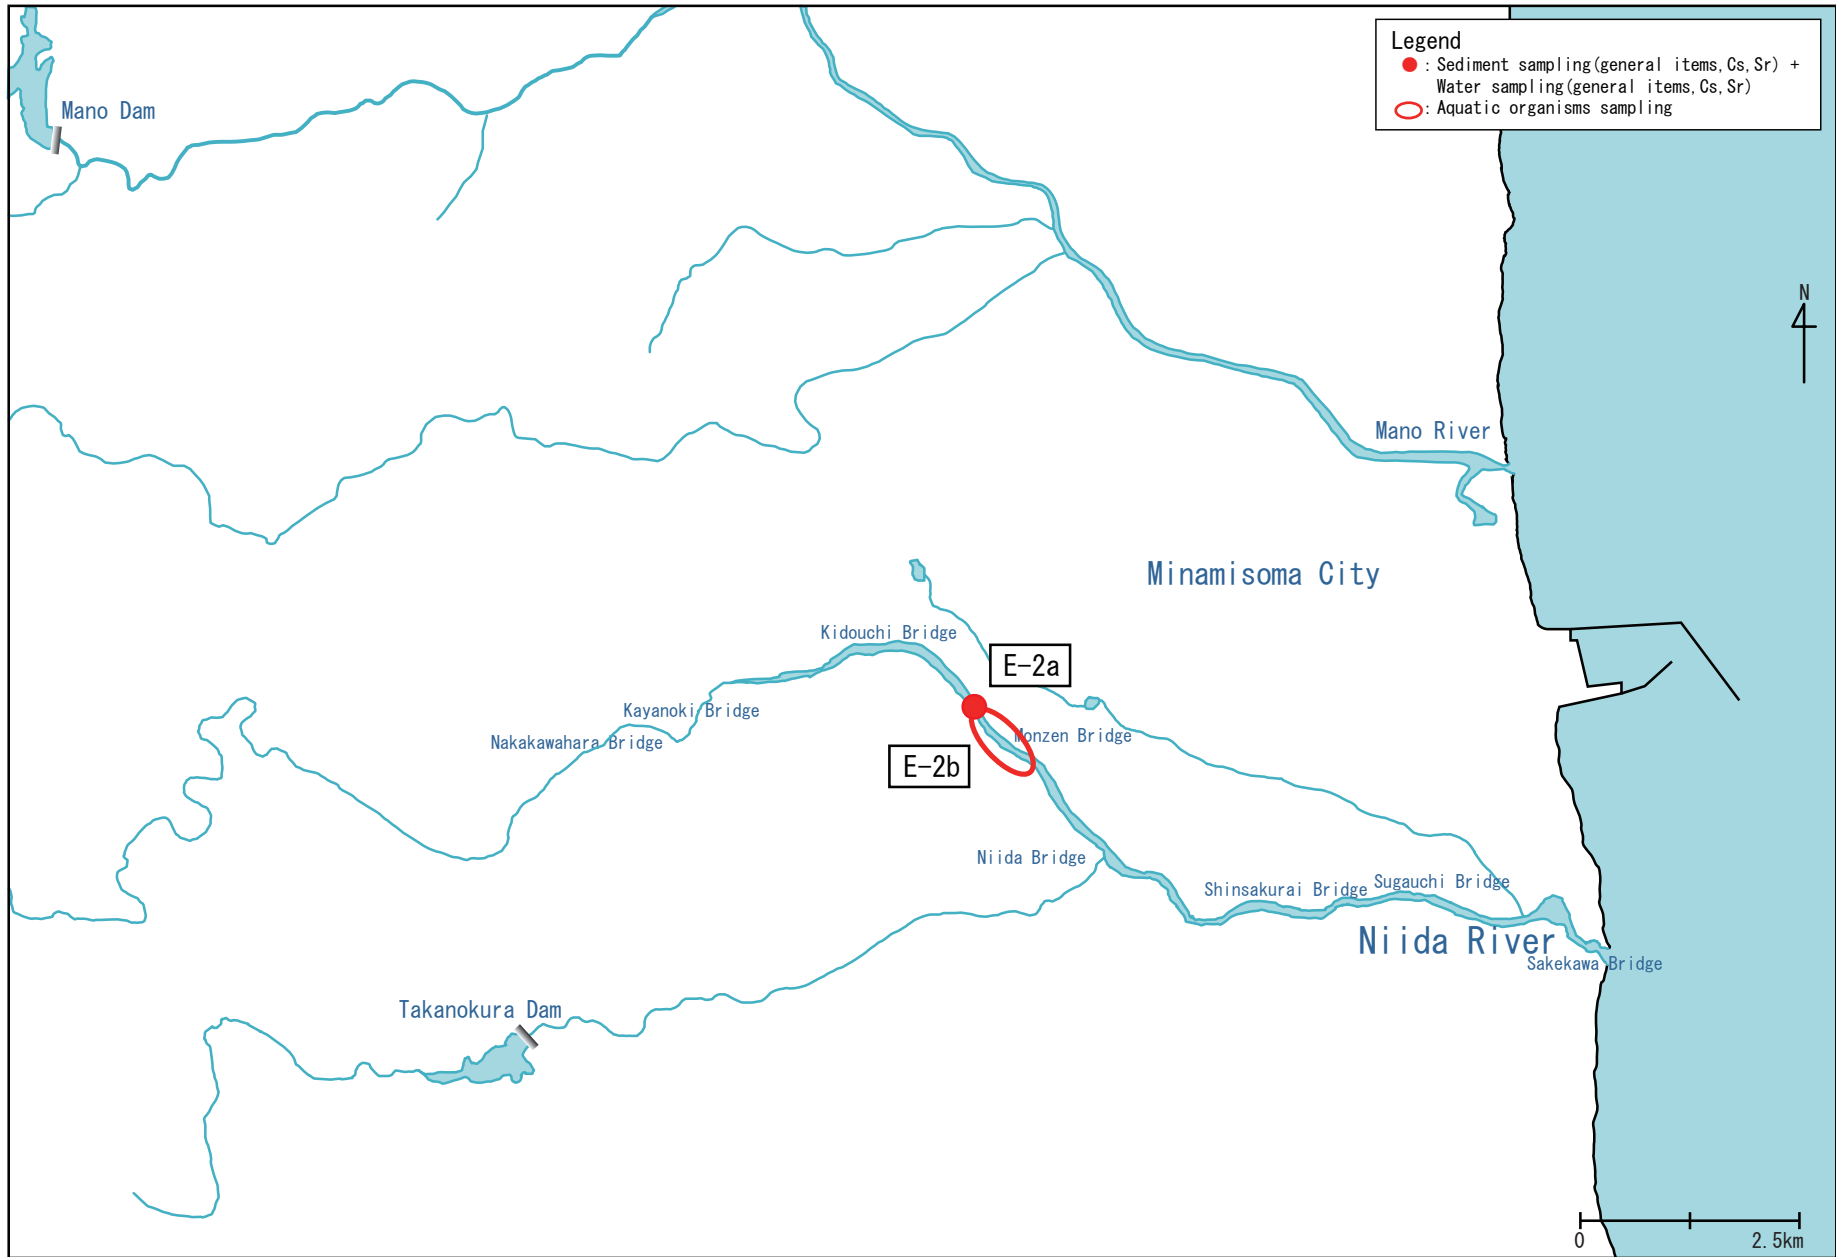 Legend
: Sediment sampling(general items,Cs,Sr) +
Water sampling(general items,Cs,Sr)
: Aquatic organisms sampling
Mano Dam
N
Mano River
Minamisoma City
Kidouchi Bridge
E-2a
Kayanoki Bridge
Monzen Bridge
Nakakawahara Bridge
E-2b
Niida Bridge
Sugauchi Bridge
Shinsakurai Bridge
Niida River
Sakekawa Bridge
Takanokura Dam
0 2.5km